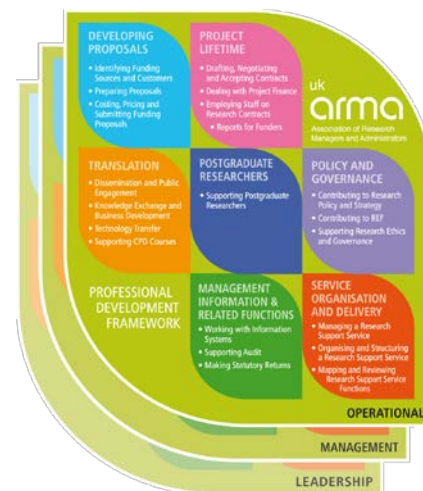 DEVELOPING
PROPOSALS
• Identifying Funding
Sources and Customers
• Preparing Proposals
• Costing, Pricing and
Submitting Funding
Proposals
PROJECT
LIFETIME
• Drafting, Negotiating
and Accepting Contracts
• Dealing with Project Finance
• Employing Staff on
Research Contracts
• Reports for Funders
uk
arma
Association of Research
Managers and Administrators
TRANSLATION
• Dissemination and Public
Engagement
• Knowledge Exchange and
Business Development
• Technology Transfer
• Supporting CPD Courses
POSTGRADUATE
RESEARCHERS
• Supporting Postgraduate
Researchers
POLICY AND
GOVERNANCE
• Contributing to Research
Policy and Strategy
• Contributing to REF
• Supporting Research Ethics
and Governance
PROFESSIONAL
DEVELOPMENT
FRAMEWORK
MANAGEMENT
INFORMATION &
RELATED FUNCTIONS
• Working with Information
Systems
• Supporting Audit
• Making Statutory Returns
SERVICE
ORGANISATION
AND DELIVERY
• Managing a Research
Support Service
• Organising and Structuring
a Research Support Service
• Mapping and Reviewing
Research Support Service
Functions
OPERATIONAL
MANAGEMENT
LEADERSHIP